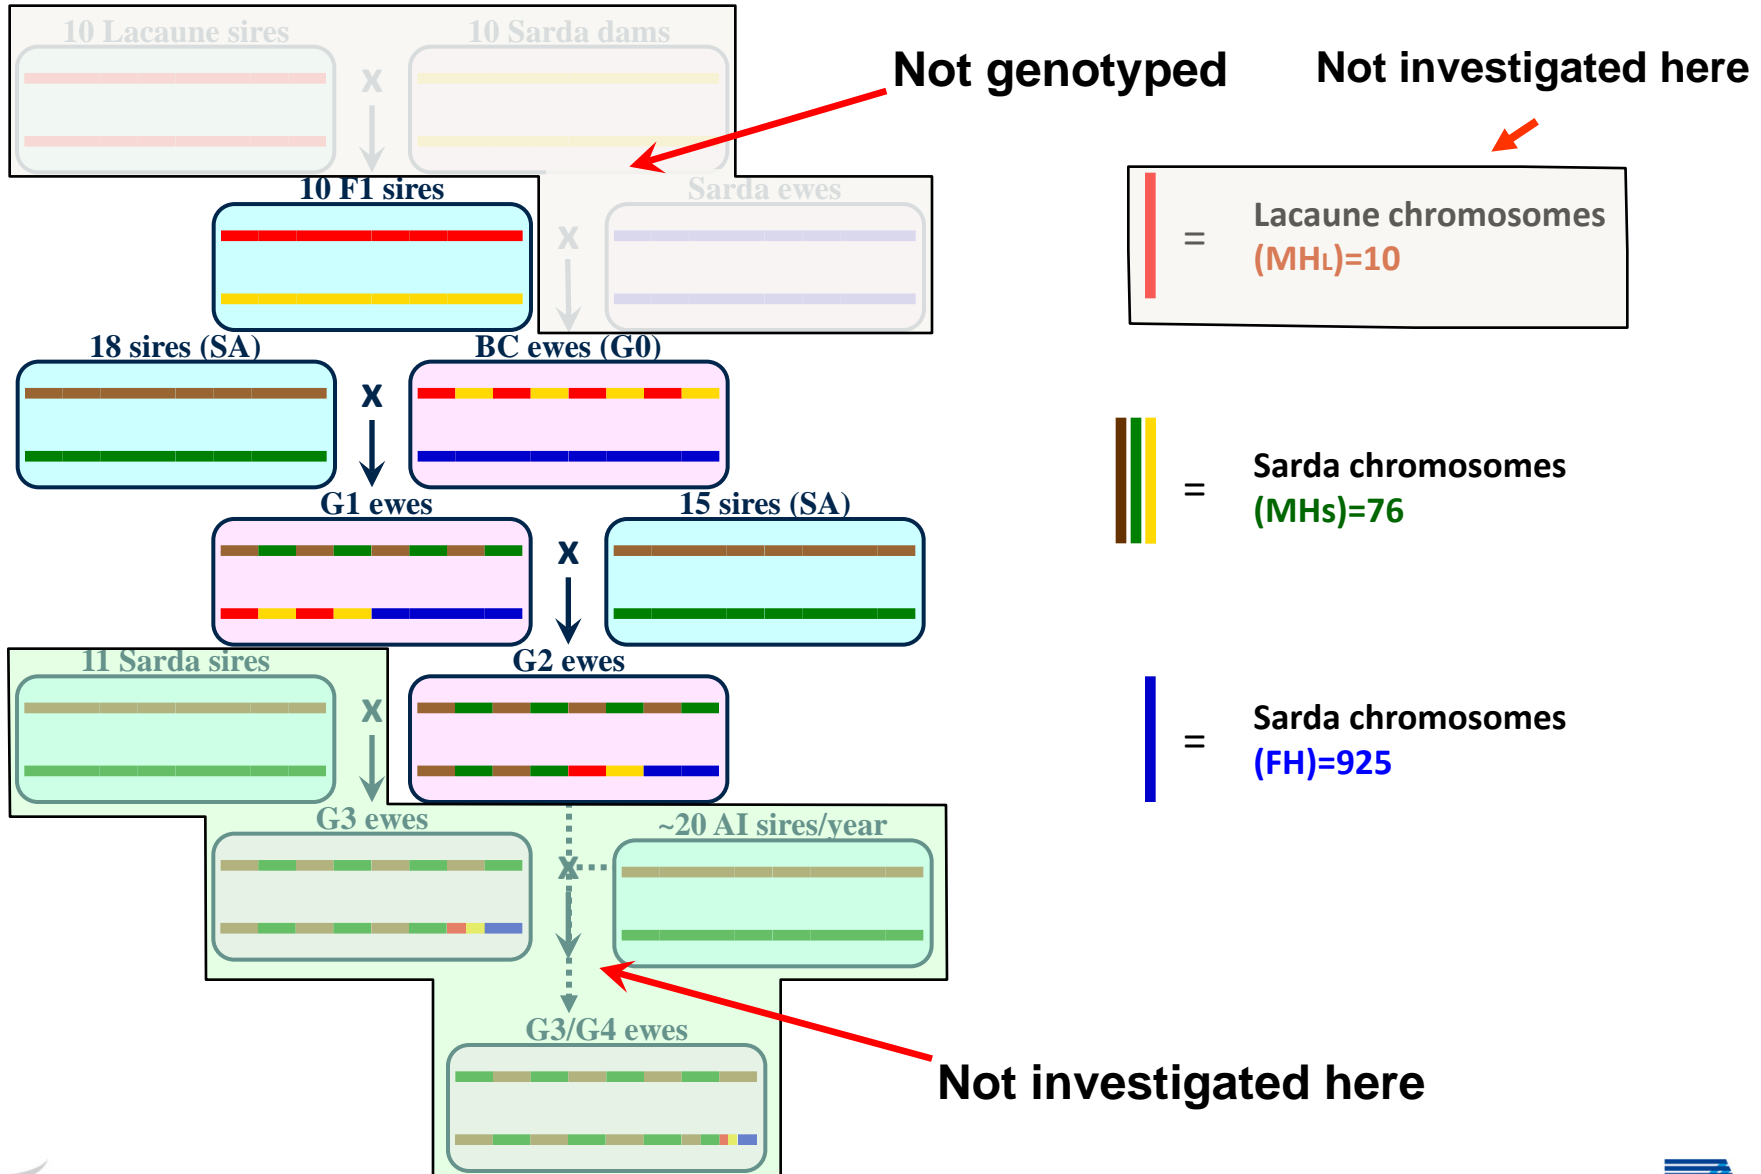 10 Lacaune sires
10 Sarda dams
x
Not genotyped
Not investigated here
10 F1 sires
Sarda ewes
x
= Lacaune chromosomes
(MHL)=10
18 sires (SA)
BC ewes (G0)
x
= Sarda chromosomes
(MHs)=76
G1 ewes
15 sires (SA)
x
11 Sarda sires
G2 ewes
x
= Sarda chromosomes
(FH)=925
G3 ewes
~20 AI sires/year
x
G3/G4 ewes
Not investigated here